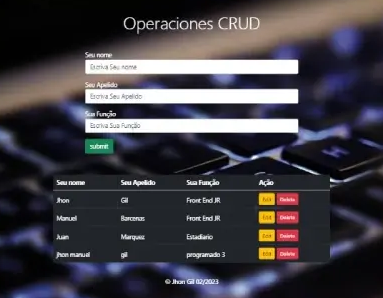 Operaciones CRUD
Seu nome
Escriva Seu nome
Seu Apelido
Escriva Seu Apelido
Sua Função
Escriva Sua Função
submit
Seu nome Seu Apelido Sua Função Ação
Jhon Gil Front End JR Edit Delete
Manuel Barcenas Front End JR Edit Delete
Juan Marquez Estadiario Edit Delete
jhon manuel gil programado 3 Edit Delete
© Jhon Gil 02/2023